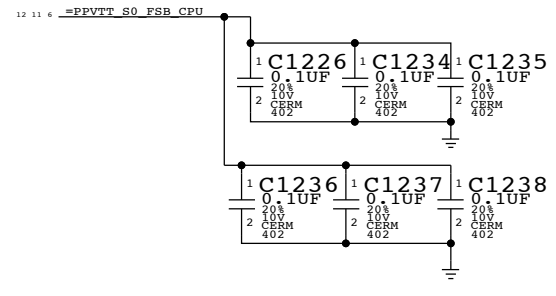 12 11 6 =PPVTT_S0_FSB_CPU
1 C1226
0.1UF
20%
10V
2 CERM
402
1 C1234
0.1UF
20%
10V
2 CERM
402
1 C1235
0.1UF
20%
10V
2 CERM
402
1 C1236
0.1UF
20%
10V
2 CERM
402
1 C1237
0.1UF
20%
10V
2 CERM
402
1 C1238
0.1UF
20%
10V
2 CERM
402